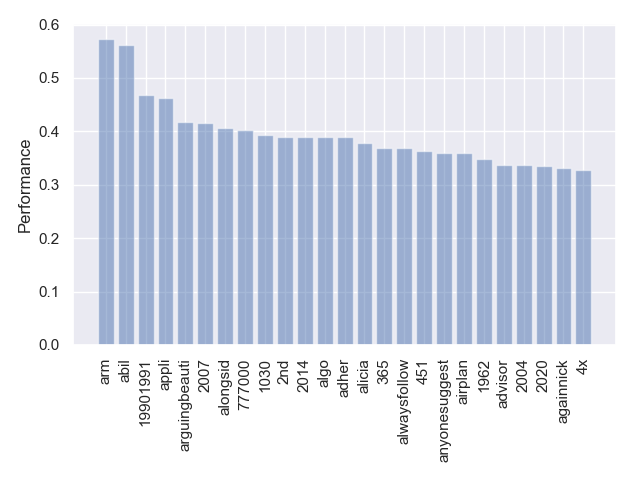 0.6
0.5
0.4
0.3
0.2
0.1
0.0
Performance
arm
abil
19901991
appli
arguingbeauti
2007
alongsid
777000
1030
2nd
2014
algo
adher
alicia
365
alwaysfollow
451
anyonesuggest
airplan
1962
advisor
2004
2020
againnick
4x